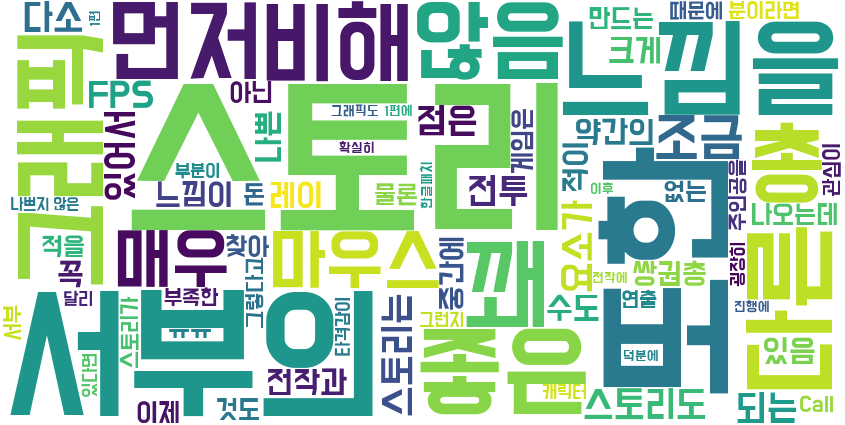 다소
1편
먼저
비해
않음
느낌을
만드는
때문에
분이라면
크게
그래픽
FPS
아닌
스토리
그래픽도
1편에
점은
확실히
나쁜
있어서
부분이
느낌이
돈
레이
물론
한글패치
전투
게임은
적이
약간의
조금
총
관심이
주인공을
없는
나오는데
이후
한
나쁘지 않은
적을
꼭
매우
찾아
마우스
중간에
꽤
요소가
전작에
쌍권총
굉장히
콜
달리
부족한
그렇다고
스토리는
그런지
수도
연출
진행에
서부
ㅠㅠ
스토리가
있다면
서부의
타격감이
전작과
좋은
덕분에
뭐
한
있음
이제
것도
캐릭터
스토리도
되는
Call